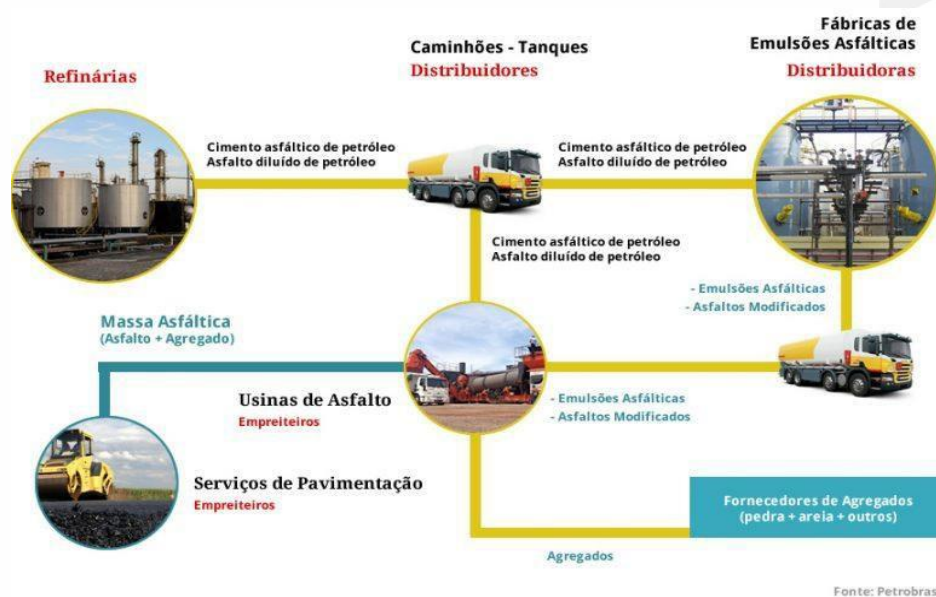 Refinárias
Caminhões - Tanques
Distribuidores
Fábricas de
Emulsões Asfálticas
Distribuidoras
Cimento asfáltico de petróleo
Asfalto diluído de petróleo
Cimento asfáltico de petróleo
Asfalto diluído de petróleo
Cimento asfáltico de petróleo
Asfalto diluído de petróleo
- Emulsões Asfálticas
- Asfaltos Modificados
Massa Asfáltica
(Asfalto + Agregado)
Usinas de Asfalto
Empreiteiros
- Emulsões Asfálticas
- Asfaltos Modificados
Serviços de Pavimentação
Empreiteiros
Fornecedores de Agregados
(pedra + areia + outros)
Agregados
Fonte: Petrobras